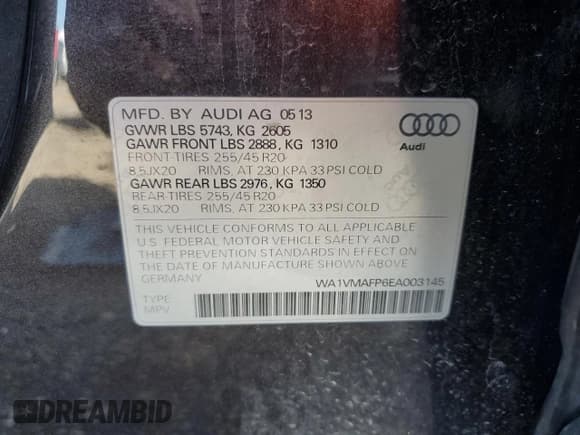 MFD. BY AUDI AG 05 13
GVWR LBS 5743, KG 2605
GAWR FRONT LBS 2888, KG 1310
FRONT TIRES 255/45 R20
8,5JX20 RIMS, AT 230 KPA 33 PSI COLD
GAWR REAR LBS 2976, KG 1350
REAR TIRES 255/45 R20
8,5JX20 RIMS, AT 230 KPA 33 PSI COLD
Audi
THIS VEHICLE CONFORMS TO ALL APPLICABLE
U.S. FEDERAL MOTOR VEHICLE SAFETY AND
THEFT PREVENTION STANDARDS IN EFFECT ON
THE DATE OF MANUFACTURE SHOWN ABOVE.
GERMANY
WA1VMAFP6EA003145
TYPE:
MPV
DREAMBID